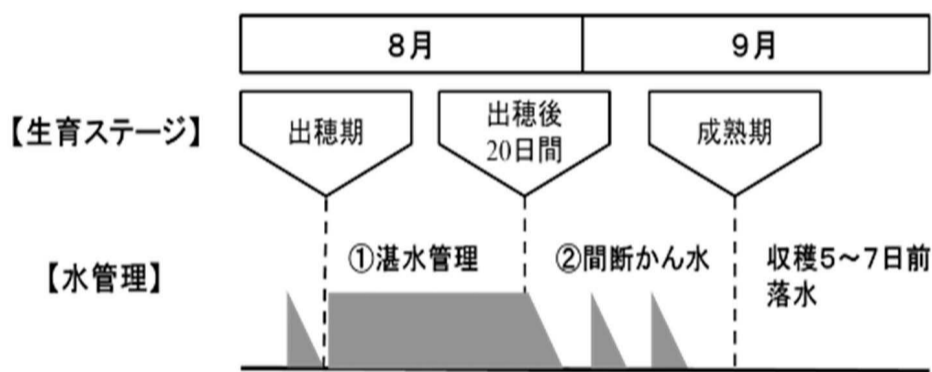 8月
9月
【生育ステージ】
出穂期
出穂後
20日間
成熟期
【水管理】
①湛水管理
②間断かん水
収穫5～7日前
落水